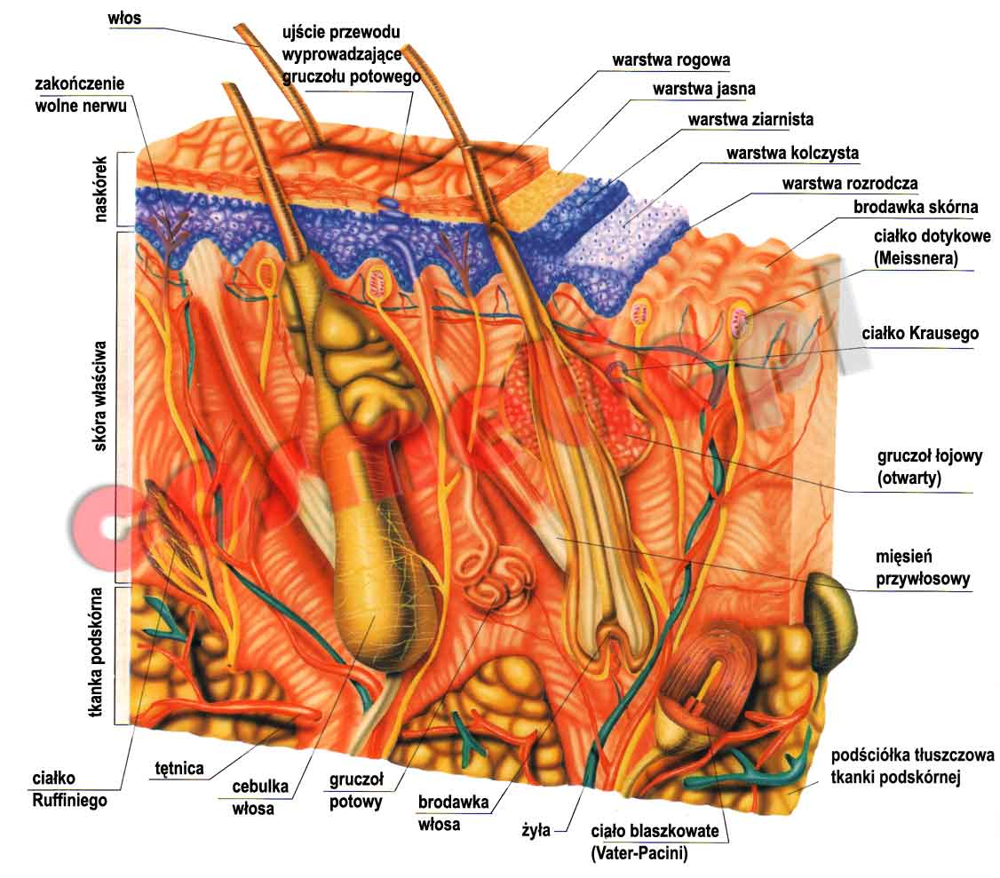 włos
ujście przewodu
wyprowadzające
gruczołu potowego
zakończenie
wolne nerwu
warstwa rogowa
warstwa jasna
warstwa ziarnista
warstwa kolczysta
warstwa rozrodcza
brodawka skórna
ciałko dotykowe
(Meissnera)
ciałko Krausego
gruczoł łojowy
(otwarty)
mięsień
przywłosowy
podściółka tłuszczowa
tkanki podskórnej
naskórek
skóra właściwa
tkanka podskórna
ciałko
Ruffiniego
tętnica
cebulka
włosa
gruczoł
potowy
brodawka
włosa
żyła
ciało blaszkowate
(Vater-Pacini)